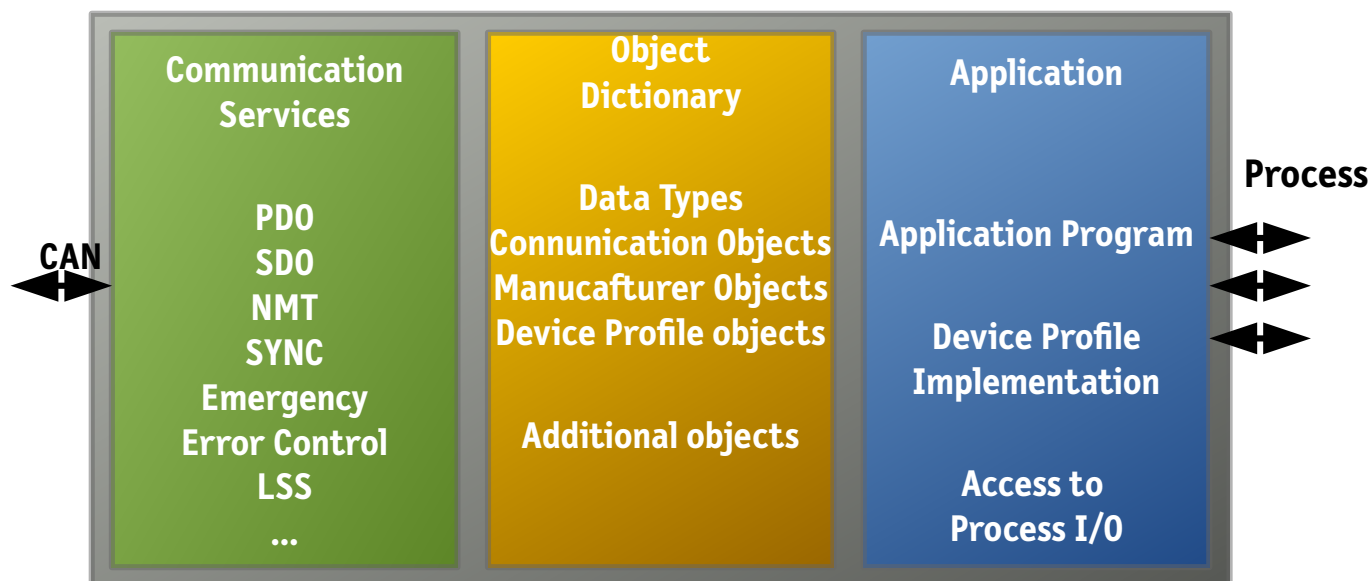 CAN
Communication
Services
PDO
SDO
NMT
SYNC
Emergency
Error Control
LSS
...
Object
Dictionary
Data Types
Connunication Objects
Manucafturer Objects
Device Profile objects
Additional objects
Application
Application Program
Device Profile
Implementation
Access to
Process I/O
Process